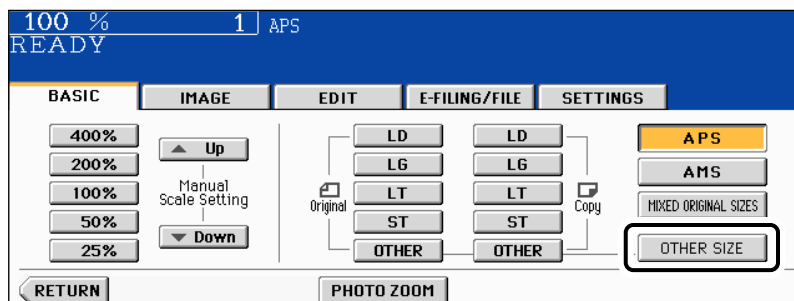 100 % 1 APS
READY
BASIC IMAGE EDIT E-FILING/FILE SETTINGS
400% Up LD LD APS
200% LG LG AMS
100% Manual Scale Setting Original LT LT Copy MIXED ORIGINAL SIZES
50% ST ST
25% Down OTHER OTHER OTHER SIZE
RETURN PHOTO ZOOM